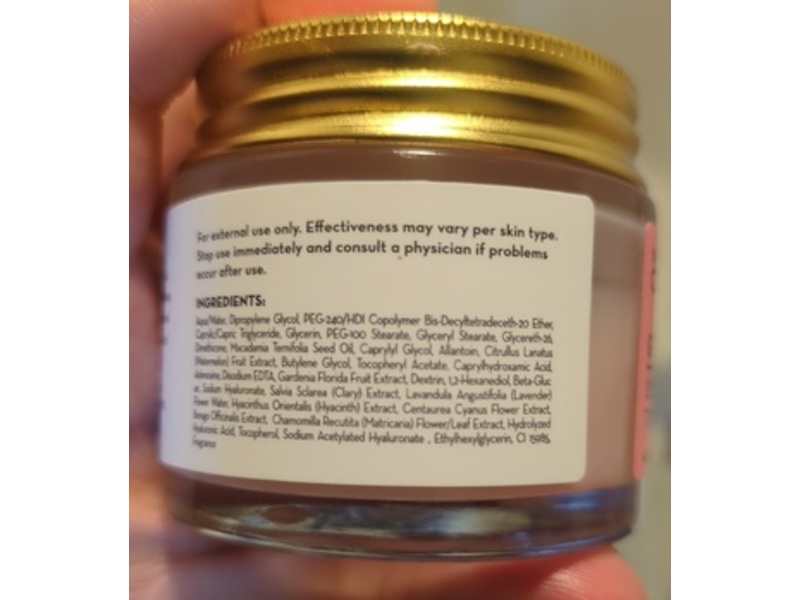 For external use only. Effectiveness may vary per skin type.
Stop use immediately and consult a physician if problems
occur after use.
INGREDIENTS:
Aqua/Water, Dipropylene Glycol, PEG-240/HDI Copolymer Bis-Decyltetradeceth-20 Ether,
Caprylic/Capric Triglyceride, Glycerin, PEG-100 Stearate, Glyceryl Stearate, Glycereth-26,
Dimethicone, Macadamia Ternifolia Seed Oil, Caprylyl Glycol, Allantoin, Citrullus Lanatus
(Watermelon) Fruit Extract, Butylene Glycol, Tocopheryl Acetate, Caprylhydroxamic Acid,
Adenosine, Disodium EDTA, Gardenia Florida Fruit Extract, Dextrin, 1,2-Hexanediol, Beta-Gluc
an, Sodium Hyaluronate, Salvia Sclarea (Clary) Extract, Lavandula Angustifolia (Lavender)
Flower Water, Hyacinthus Orientalis (Hyacinth) Extract, Centaurea Cyanus Flower Extract,
Borago Officinalis Extract, Chamomilla Recutita (Matricaria) Flower/Leaf Extract, Hydrolyzed
Hyaluronic Acid, Tocopherol, Sodium Acetylated Hyaluronate , Ethylhexylglycerin, CI 15985,
Fragrance